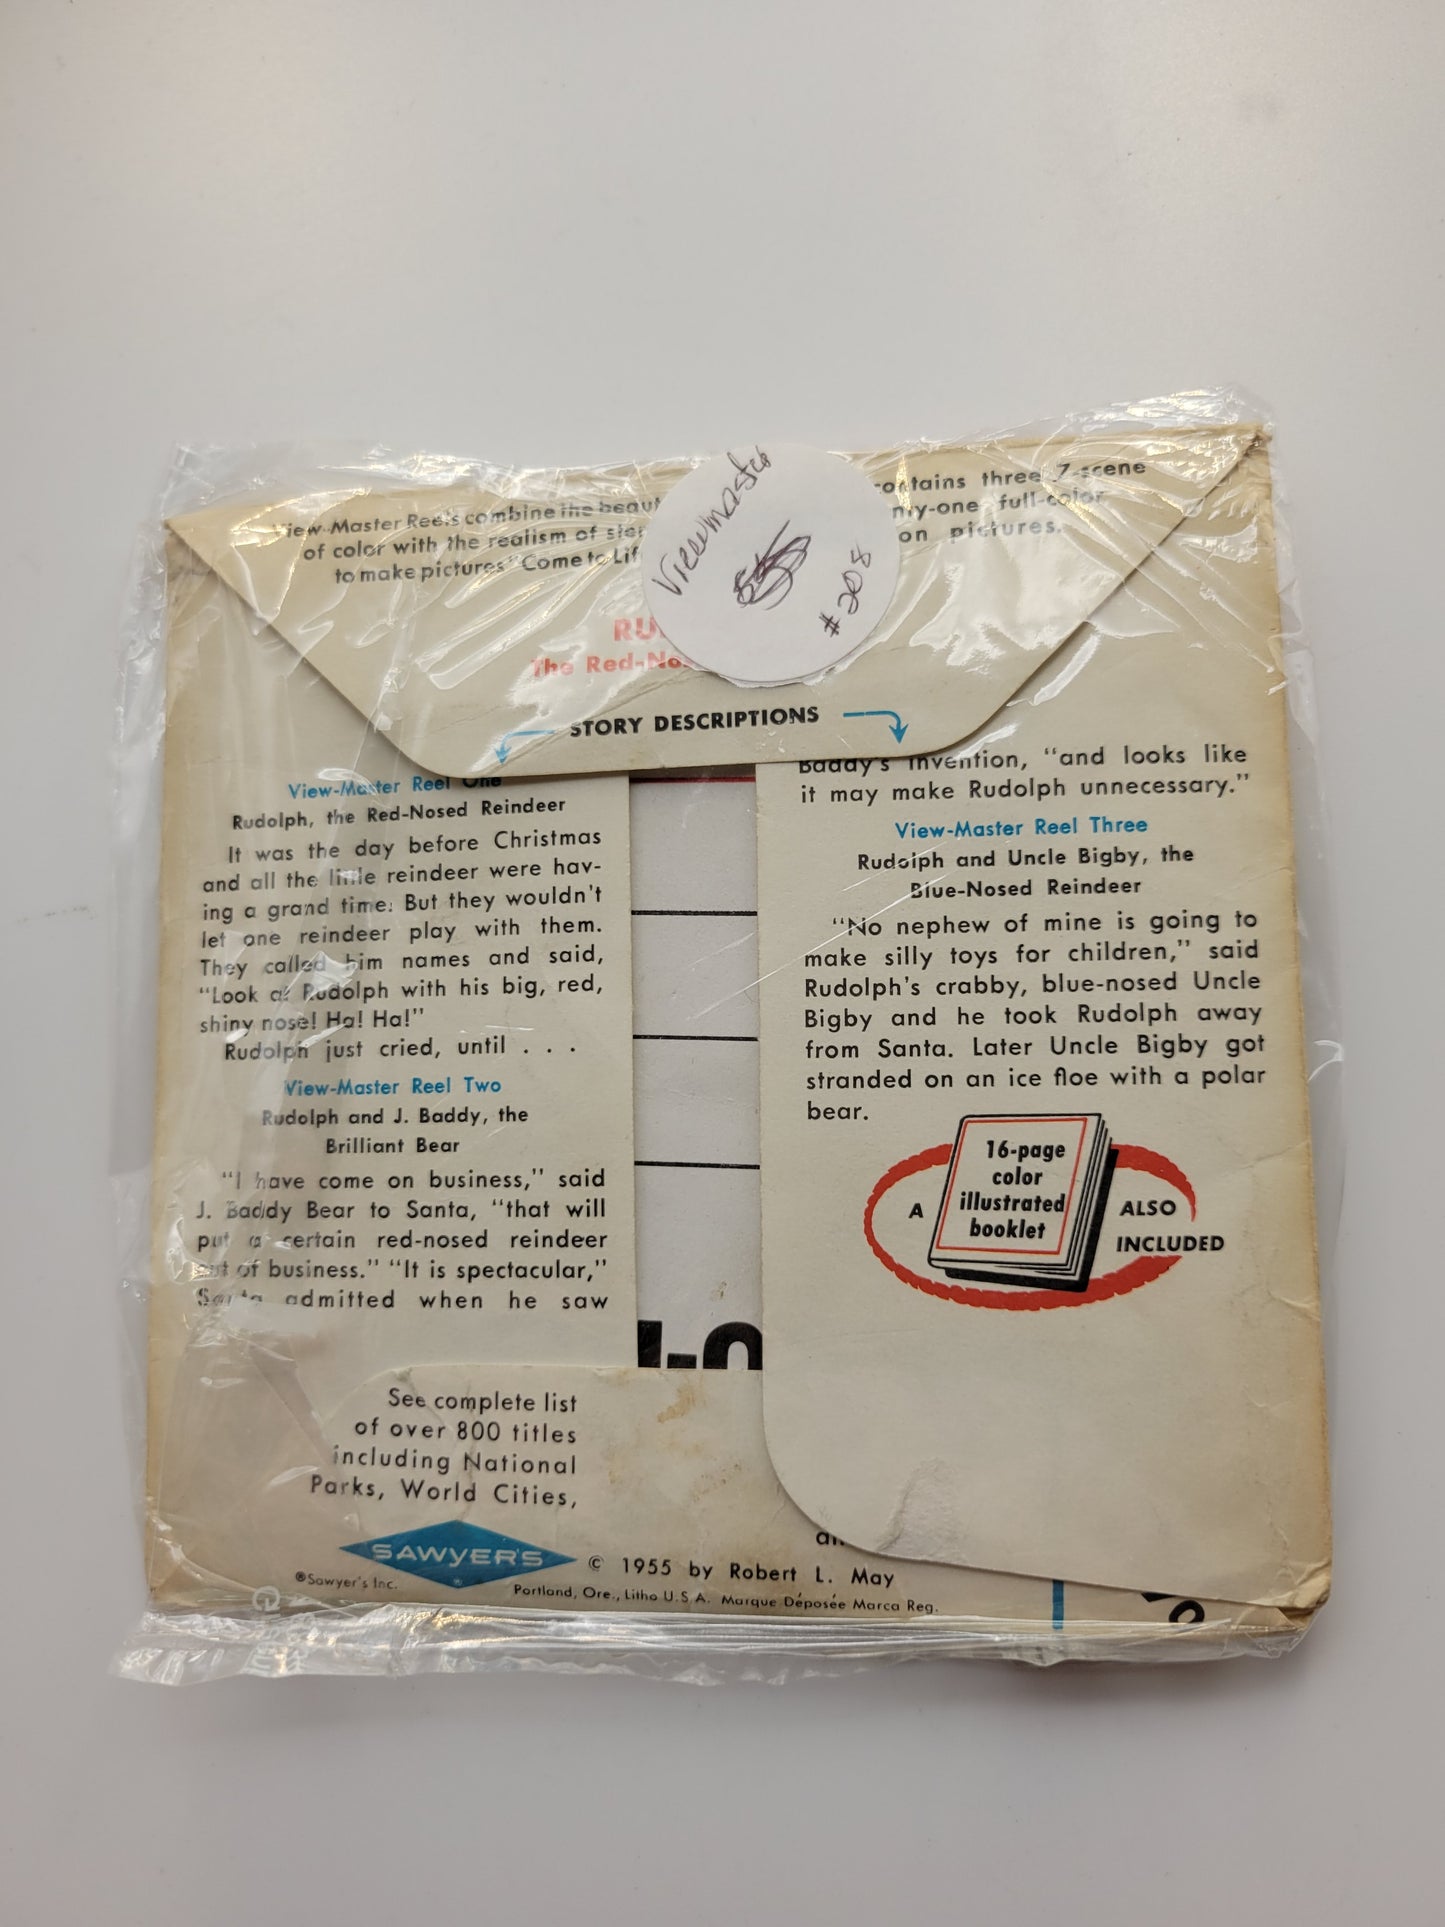 View-Master Reels combine the beaut
of color with the realism of ster
to make pictures "Come to Lif
contains three 7-scene
nty-one full-color
on pictures.
Viewmaster
#208
RU
The Red-Nos
STORY DESCRIPTIONS
View-Master Reel One
Rudolph, the Red-Nosed Reindeer
It was the day before Christmas
and all the little reindeer were hav-
ing a grand time. But they wouldn't
let one reindeer play with them.
They called him names and said,
"Look at Rudolph with his big, red,
shiny nose! Ha! Ha!"
Rudolph just cried, until . . .
View-Master Reel Two
Rudolph and J. Baddy, the
Brilliant Bear
"I have come on business," said
J. Baddy Bear to Santa, "that will
put a certain red-nosed reindeer
out of business." "It is spectacular,"
Santa admitted when he saw
Baddy's invention, "and looks like
it may make Rudolph unnecessary."
View-Master Reel Three
Rudolph and Uncle Bigby, the
Blue-Nosed Reindeer
"No nephew of mine is going to
make silly toys for children," said
Rudolph's crabby, blue-nosed Uncle
Bigby and he took Rudolph away
from Santa. Later Uncle Bigby got
stranded on an ice floe with a polar
bear.
A
16-page
color
illustrated
booklet
ALSO
INCLUDED
See complete list
of over 800 titles
including National
Parks, World Cities,
SAWYER'S
®Sawyer's Inc.
© 1955 by Robert L. May
Portland, Ore., Litho U.S.A. Marque Déposée Marca Reg.